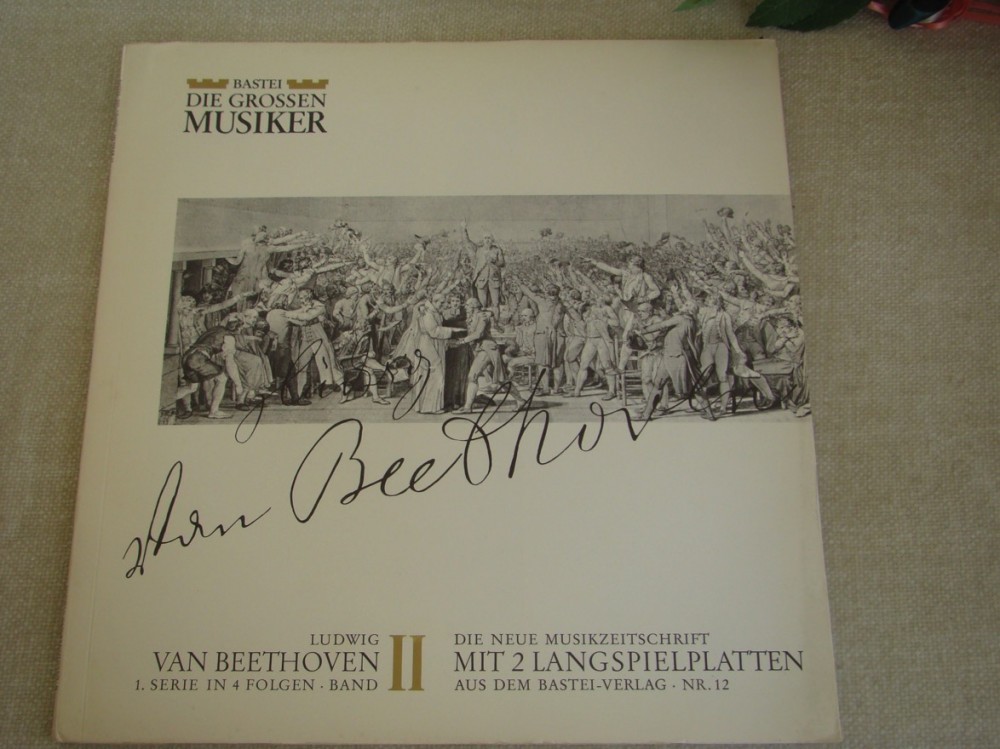 BASTEI
DIE GROSSEN
MUSIKER
van Beethoven
LUDWIG
VAN BEETHOVEN
1. SERIE IN 4 FOLGEN · BAND
II
DIE NEUE MUSIKZEITSCHRIFT
MIT 2 LANGSPIELPLATTEN
AUS DEM BASTEI-VERLAG · NR. 12